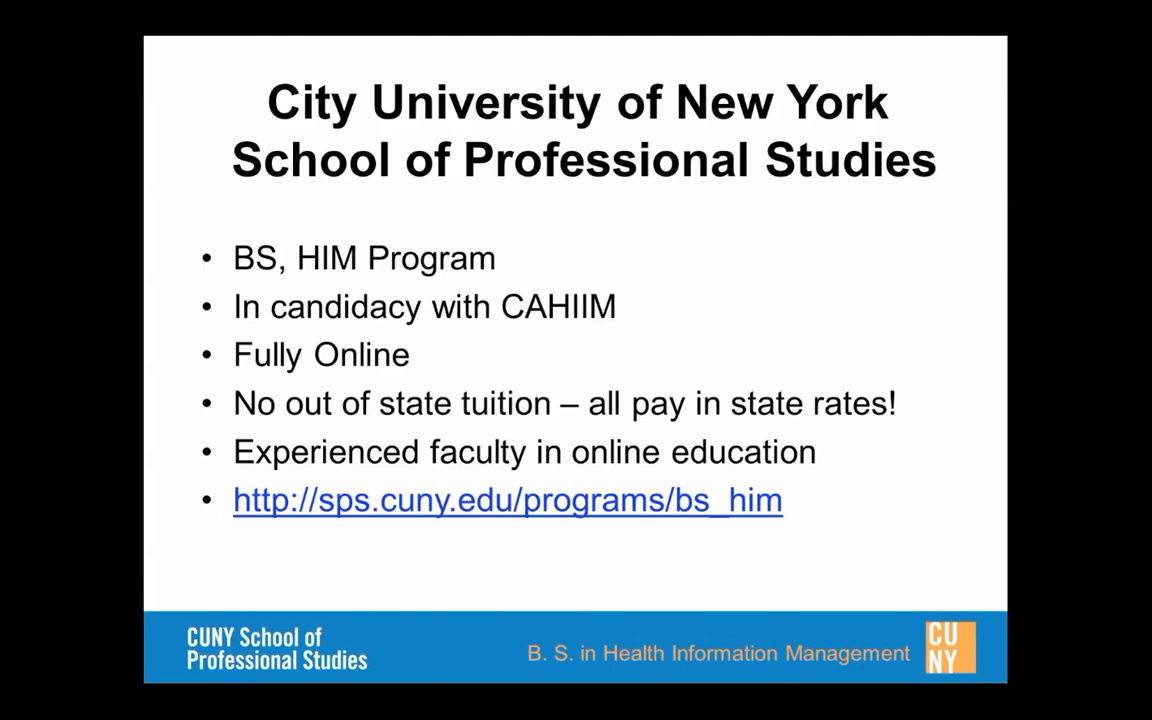 City University of New York
School of Professional Studies
• BS, HIM Program
• In candidacy with CAHIIM
• Fully Online
• No out of state tuition – all pay in state rates!
• Experienced faculty in online education
• http://sps.cuny.edu/programs/bs_him
CUNY School of
Professional Studies
B. S. in Health Information Management
CU
NY